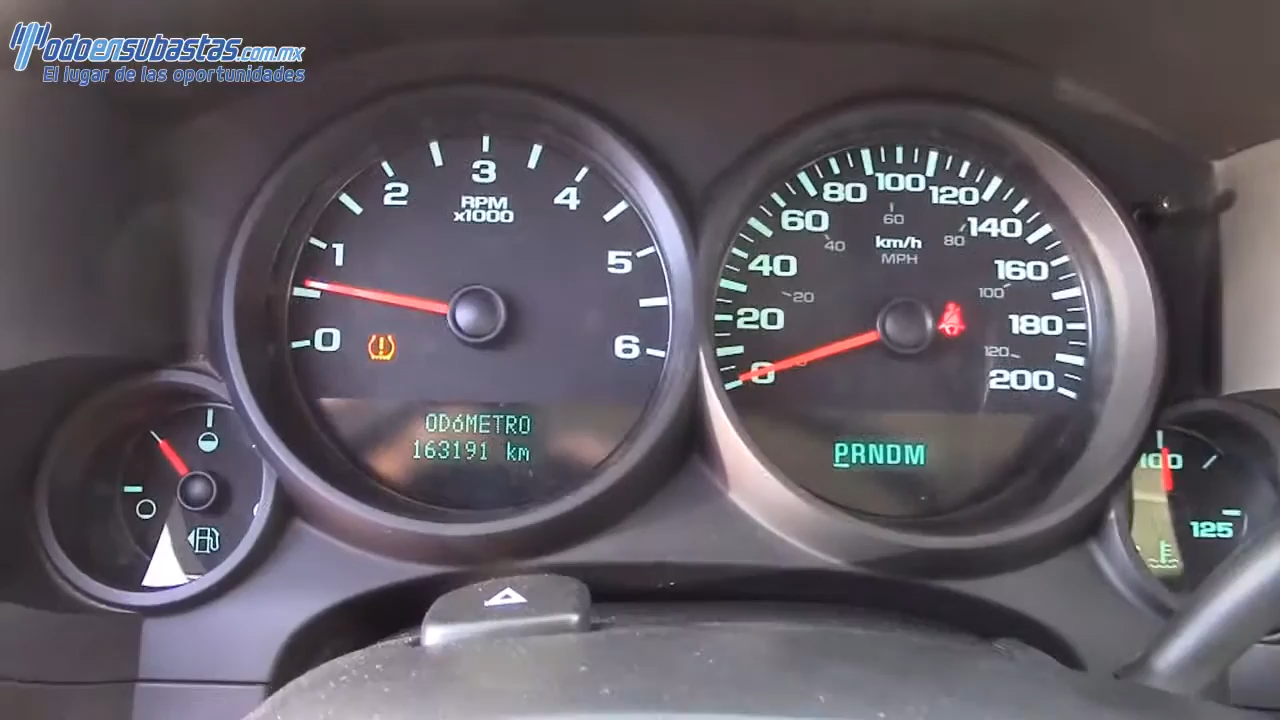 Todoensubastas.com.mx
El lugar de las oportunidades
0
1
2
3
4
5
6
RPM
x1000
ODóMETRO
163191 km
0
20
40
60
80
100
120
140
160
180
200
20
40
60
80
100
120
km/h
MPH
PRNDM
100
125